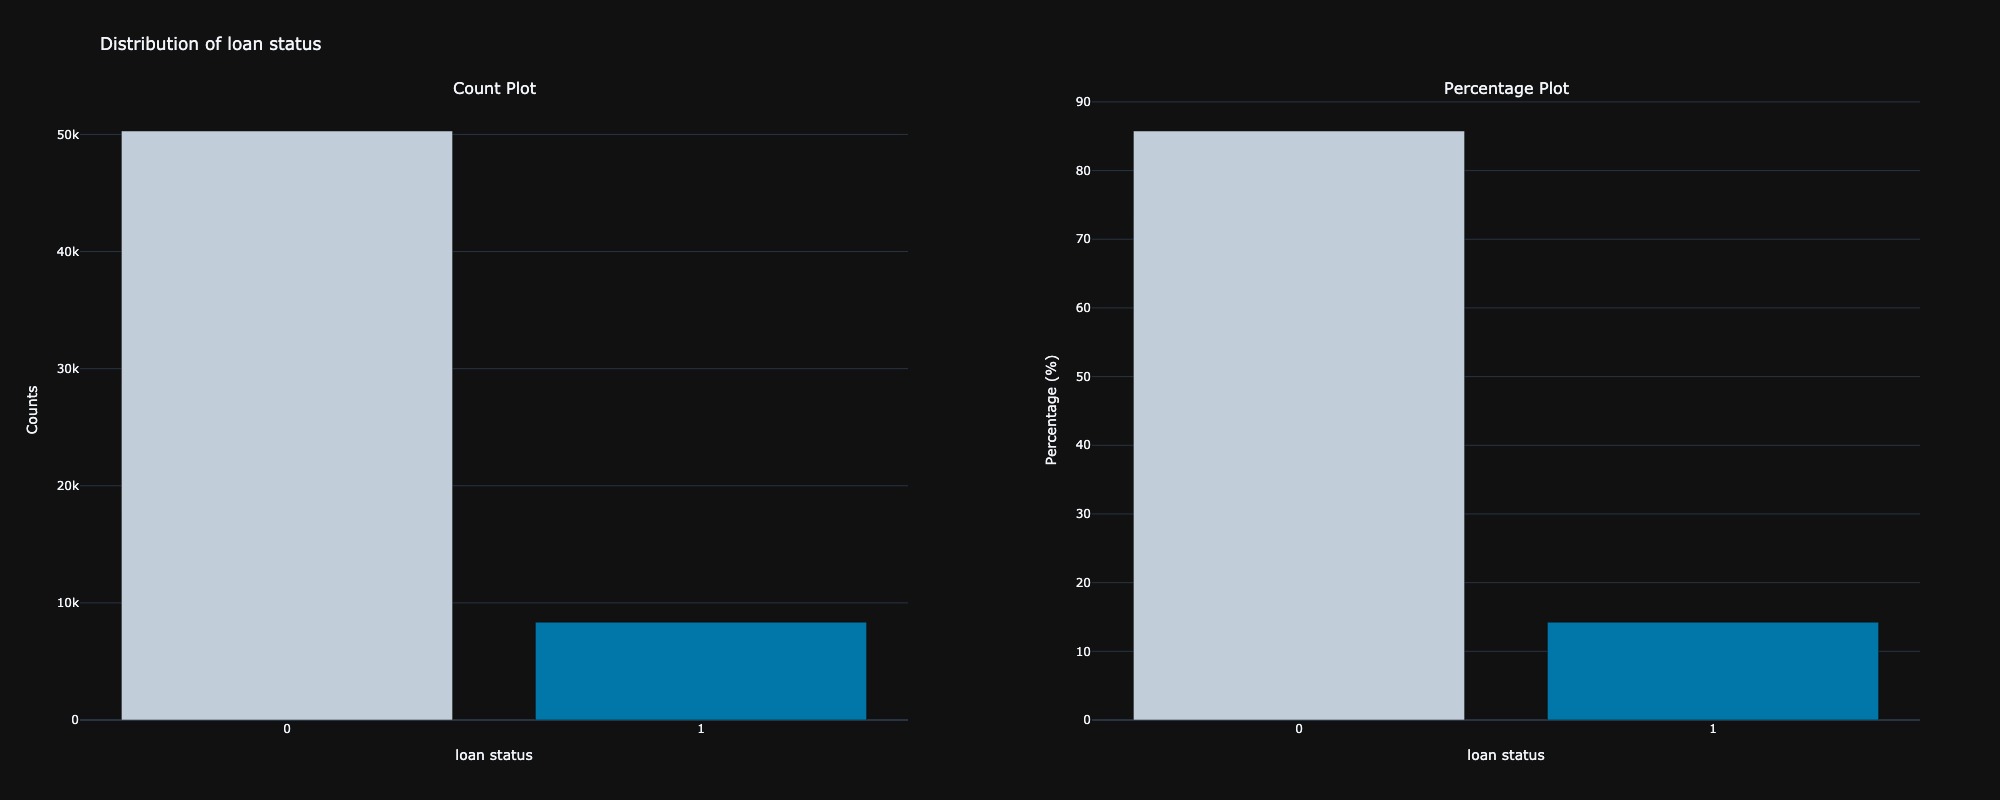 Distribution of loan status
Count Plot
50k
40k
30k
20k
10k
0
Counts
0 1
loan status
Percentage Plot
90
80
70
60
50
40
30
20
10
0
Percentage (%)
0 1
loan status